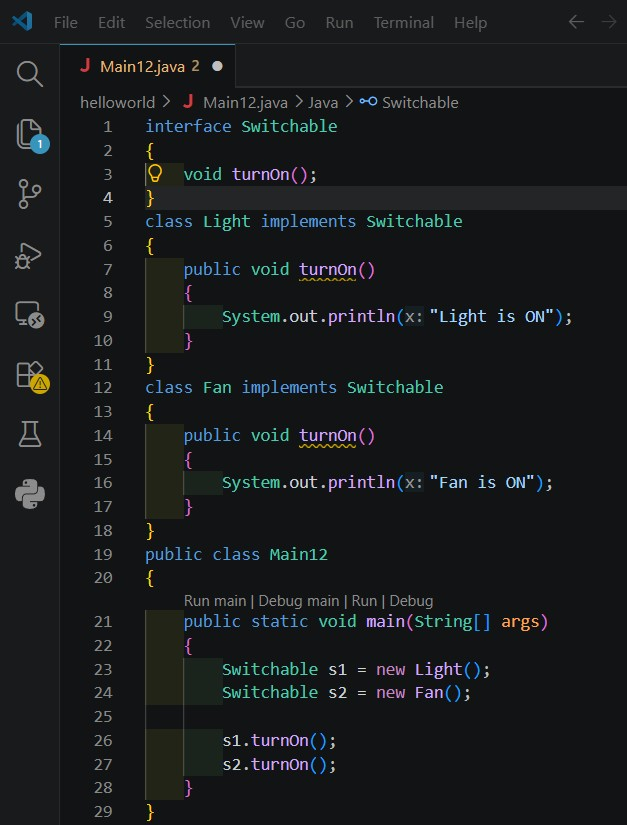 File Edit Selection View Go Run Terminal Help
J Main12.java 2
helloworld > J Main12.java > Java > Switchable
1 interface Switchable
2 {
3 void turnOn();
4 }
5 class Light implements Switchable
6 {
7 public void turnOn()
8 {
9 System.out.println(x: "Light is ON");
10 }
11 }
12 class Fan implements Switchable
13 {
14 public void turnOn()
15 {
16 System.out.println(x: "Fan is ON");
17 }
18 }
19 public class Main12
20 {
Run main | Debug main | Run | Debug
21 public static void main(String[] args)
22 {
23 Switchable s1 = new Light();
24 Switchable s2 = new Fan();
25
26 s1.turnOn();
27 s2.turnOn();
28 }
29 }
1